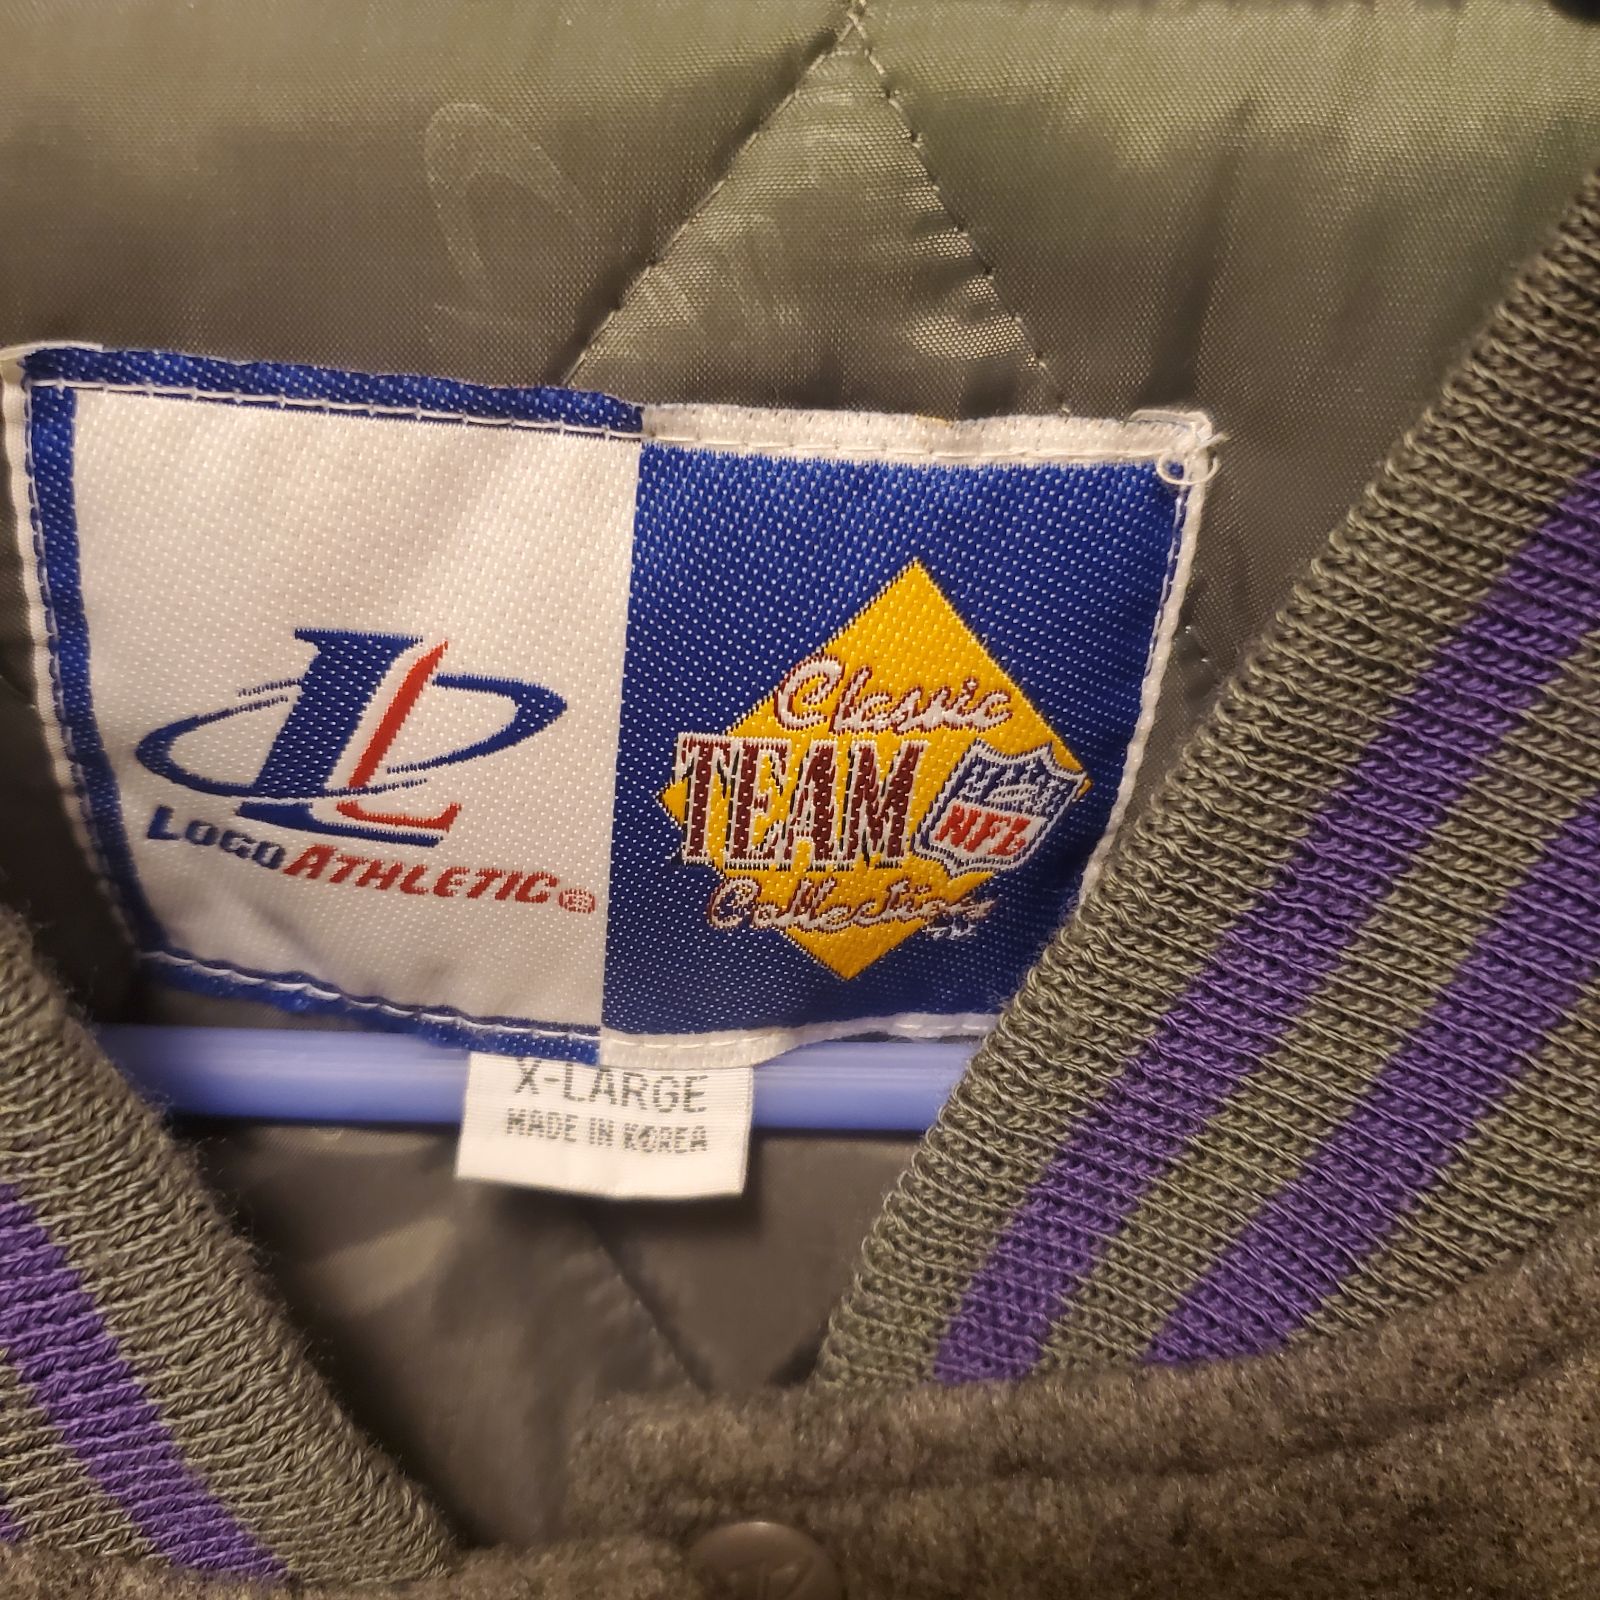 LOGO ATHLETIC®
Classic
TEAM
NFL
Collection
X-LARGE
MADE IN KOREA